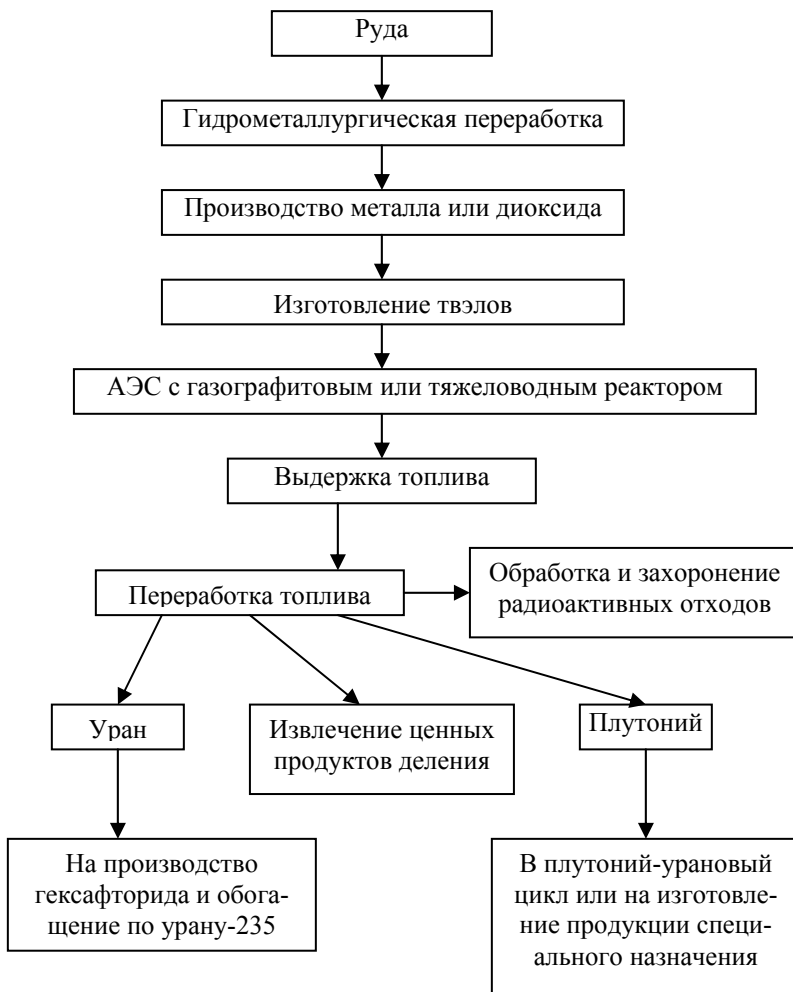 Руда
Гидрометаллургическая переработка
Производство металла или диоксида
Изготовление твэлов
АЭС с газографитовым или тяжеловодным реактором
Выдержка топлива
Переработка топлива
Обработка и захоронение
радиоактивных отходов
Уран
Извлечение ценных
продуктов деления
Плутоний
На производство
гексафторида и обога-
щение по урану-235
В плутоний-урановый
цикл или на изготовле-
ние продукции специ-
ального назначения